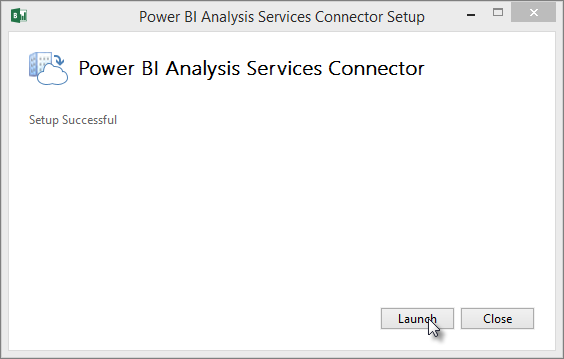 Power BI Analysis Services Connector Setup
Power BI Analysis Services Connector
Setup Successful
Launch Close